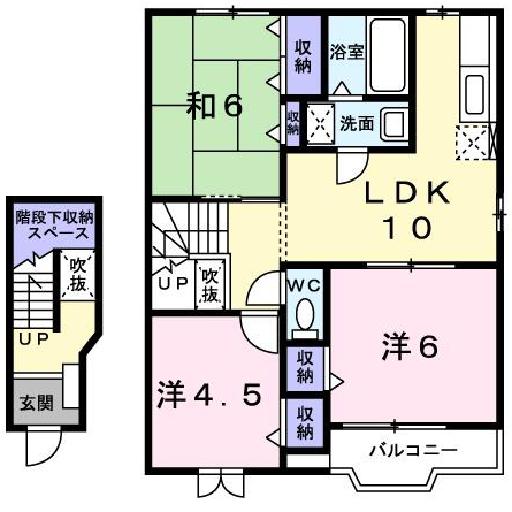 和6
収納
浴室
収納
洗面
LDK
10
階段下収納
スペース
吹抜
UP
玄関
UP
吹抜
WC
洋6
収納
洋4.5
収納
バルコニー